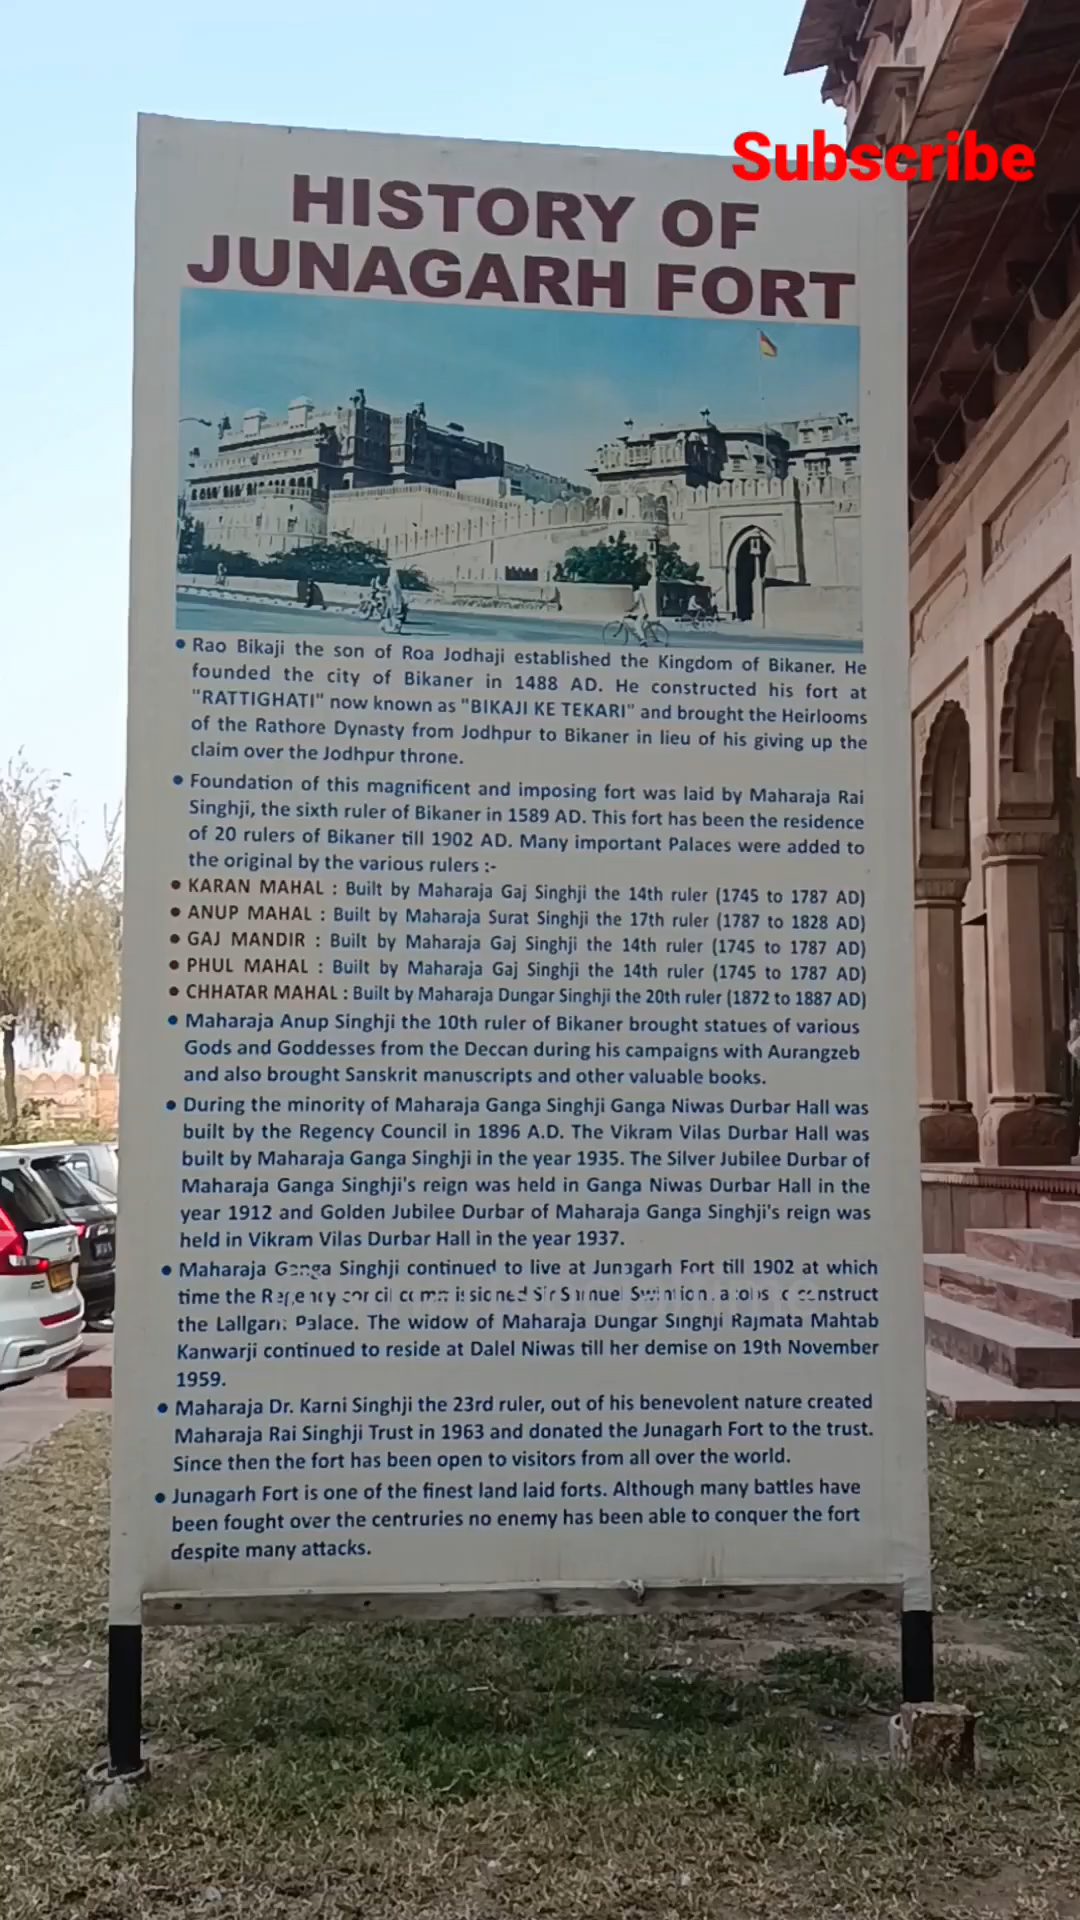 Subscribe
HISTORY OF
JUNAGARH FORT
• Rao Bikaji the son of Roa Jodhaji established the Kingdom of Bikaner. He
founded the city of Bikaner in 1488 AD. He constructed his fort at
"RATTIGHATI" now known as "BIKAJI KE TEKARI" and brought the Heirlooms
of the Rathore Dynasty from Jodhpur to Bikaner in lieu of his giving up the
claim over the Jodhpur throne.
• Foundation of this magnificent and imposing fort was laid by Maharaja Rai
Singhji, the sixth ruler of Bikaner in 1589 AD. This fort has been the residence
of 20 rulers of Bikaner till 1902 AD. Many important Palaces were added to
the original by the various rulers :-
• KARAN MAHAL : Built by Maharaja Gaj Singhji the 14th ruler (1745 to 1787 AD)
• ANUP MAHAL : Built by Maharaja Surat Singhji the 17th ruler (1787 to 1828 AD)
• GAJ MANDIR : Built by Maharaja Gaj Singhji the 14th ruler (1745 to 1787 AD)
• PHUL MAHAL : Built by Maharaja Gaj Singhji the 14th ruler (1745 to 1787 AD)
• CHHATAR MAHAL : Built by Maharaja Dungar Singhji the 20th ruler (1872 to 1887 AD)
• Maharaja Anup Singhji the 10th ruler of Bikaner brought statues of various
Gods and Goddesses from the Deccan during his campaigns with Aurangzeb
and also brought Sanskrit manuscripts and other valuable books.
• During the minority of Maharaja Ganga Singhji Ganga Niwas Durbar Hall was
built by the Regency Council in 1896 A.D. The Vikram Vilas Durbar Hall was
built by Maharaja Ganga Singhji in the year 1935. The Silver Jubilee Durbar of
Maharaja Ganga Singhji's reign was held in Ganga Niwas Durbar Hall in the
year 1912 and Golden Jubilee Durbar of Maharaja Ganga Singhji's reign was
held in Vikram Vilas Durbar Hall in the year 1937.
• Maharaja Ganga Singhji continued to live at Junagarh Fort till 1902 at which
time the Regency council commissioned Sir Swinton construct
the Lallgarh Palace. The widow of Maharaja Dungar Singhji Rajmata Mahtab
Kanwarji continued to reside at Dalel Niwas till her demise on 19th November
1959.
• Maharaja Dr. Karni Singhji the 23rd ruler, out of his benevolent nature created
Maharaja Rai Singhji Trust in 1963 and donated the Junagarh Fort to the trust.
Since then the fort has been open to visitors from all over the world.
• Junagarh Fort is one of the finest land laid forts. Although many battles have
been fought over the centruries no enemy has been able to conquer the fort
despite many attacks.